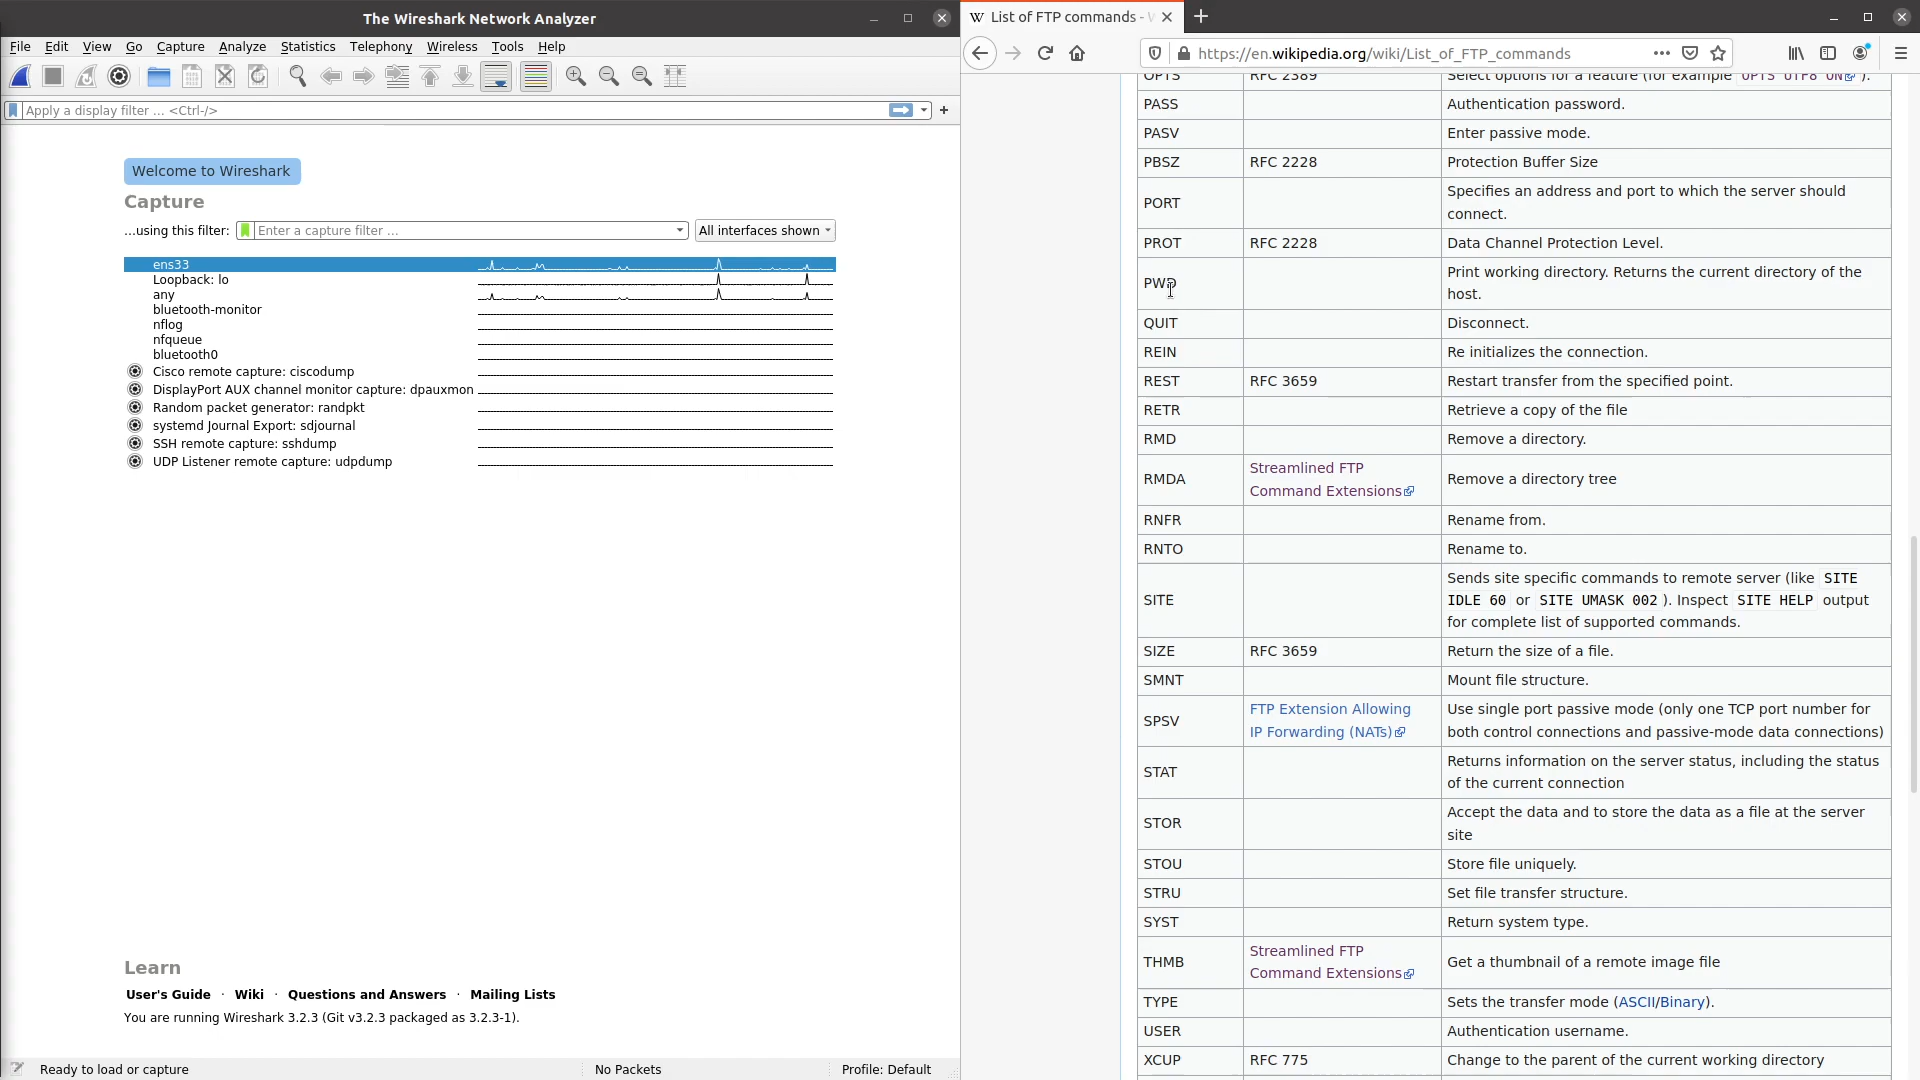 The Wireshark Network Analyzer
File Edit View Go Capture Analyze Statistics Telephony Wireless Tools Help
Apply a display filter ... <Ctrl-/>
Welcome to Wireshark
Capture
...using this filter: Enter a capture filter ... All interfaces shown
ens33
Loopback: lo
any
bluetooth-monitor
nflog
nfqueue
bluetooth0
Cisco remote capture: ciscodump
DisplayPort AUX channel monitor capture: dpauxmon
Random packet generator: randpkt
systemd Journal Export: sdjournal
SSH remote capture: sshdump
UDP Listener remote capture: udpdump
Learn
User's Guide · Wiki · Questions and Answers · Mailing Lists
You are running Wireshark 3.2.3 (Git v3.2.3 packaged as 3.2.3-1).
Ready to load or capture No Packets Profile: Default
List of FTP commands - W
https://en.wikipedia.org/wiki/List_of_FTP_commands
OPTS RFC 2389 Select options for a feature (for example OPTS UTF8 ON ).
PASS Authentication password.
PASV Enter passive mode.
PBSZ RFC 2228 Protection Buffer Size
PORT Specifies an address and port to which the server should
connect.
PROT RFC 2228 Data Channel Protection Level.
PWD Print working directory. Returns the current directory of the
host.
QUIT Disconnect.
REIN Re initializes the connection.
REST RFC 3659 Restart transfer from the specified point.
RETR Retrieve a copy of the file
RMD Remove a directory.
RMDA Streamlined FTP
Command Extensions Remove a directory tree
RNFR Rename from.
RNTO Rename to.
SITE Sends site specific commands to remote server (like SITE
IDLE 60 or SITE UMASK 002 ). Inspect SITE HELP output
for complete list of supported commands.
SIZE RFC 3659 Return the size of a file.
SMNT Mount file structure.
SPSV FTP Extension Allowing
IP Forwarding (NATs) Use single port passive mode (only one TCP port number for
both control connections and passive-mode data connections)
STAT Returns information on the server status, including the status
of the current connection
STOR Accept the data and to store the data as a file at the server
site
STOU Store file uniquely.
STRU Set file transfer structure.
SYST Return system type.
THMB Streamlined FTP
Command Extensions Get a thumbnail of a remote image file
TYPE Sets the transfer mode (ASCII/Binary).
USER Authentication username.
XCUP RFC 775 Change to the parent of the current working directory